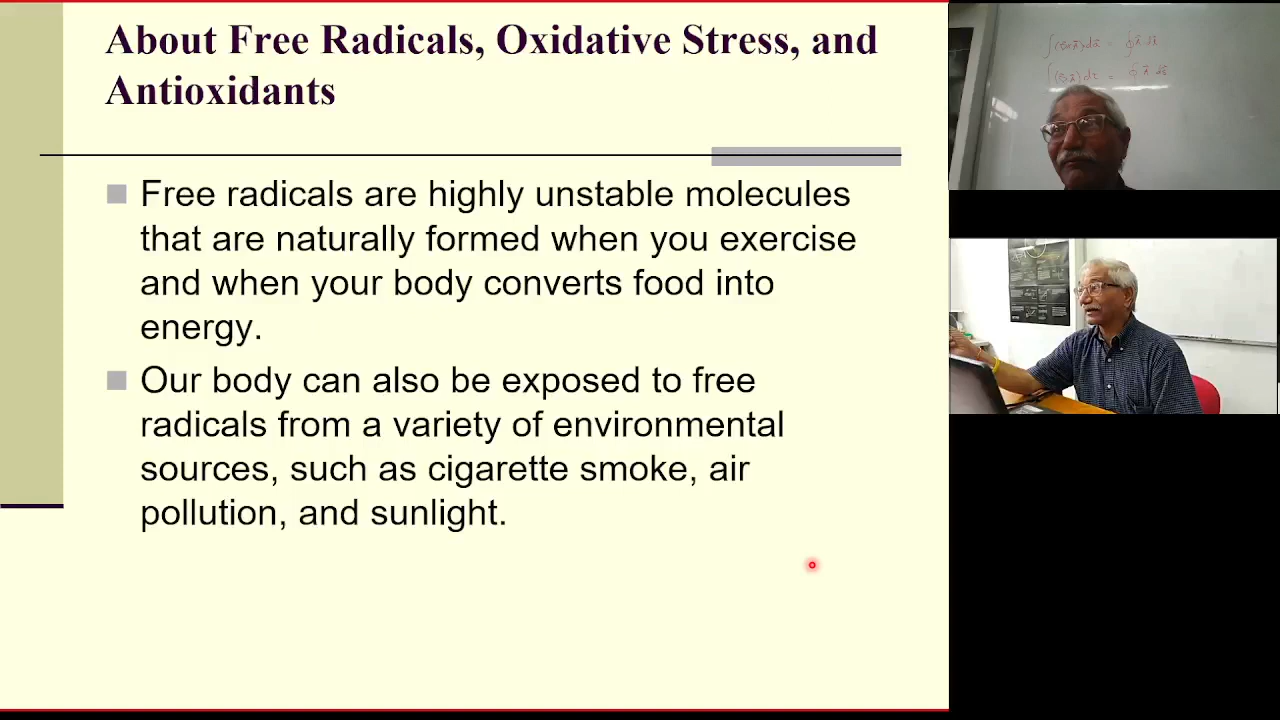 About Free Radicals, Oxidative Stress, and
Antioxidants
Free radicals are highly unstable molecules
that are naturally formed when you exercise
and when your body converts food into
energy.
Our body can also be exposed to free
radicals from a variety of environmental
sources, such as cigarette smoke, air
pollution, and sunlight.